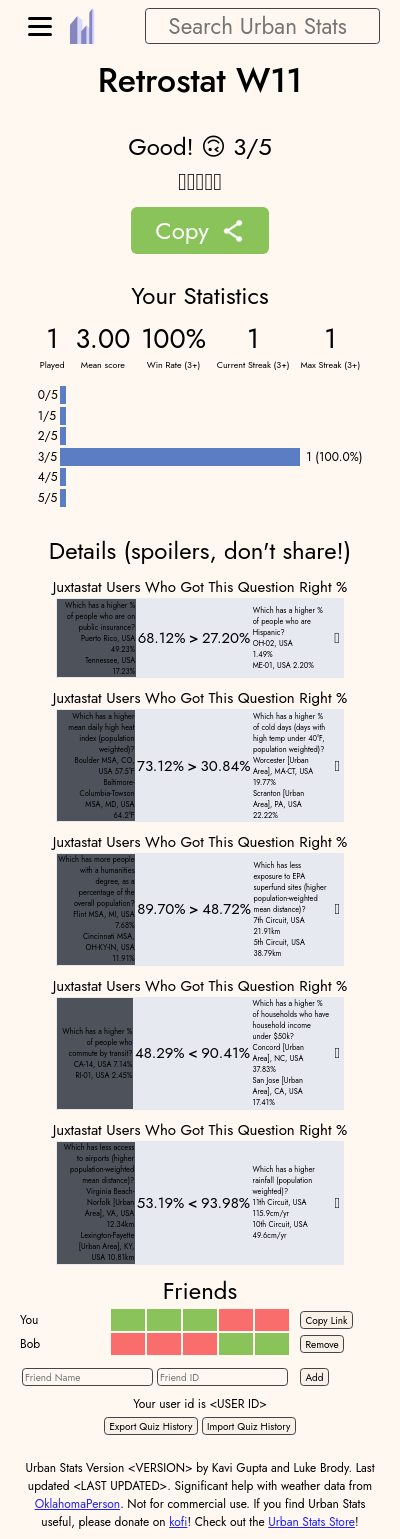 Search Urban Stats
Retrostat W11
Good! 🙃 3/5
Copy
Your Statistics
1 3.00 100% 1 1
Played Mean score Win Rate (3+) Current Streak (3+) Max Streak (3+)
0/5
1/5
2/5
3/5 1 (100.0%)
4/5
5/5
Details (spoilers, don't share!)
Juxtastat Users Who Got This Question Right %
Which has a higher %
of people who are on
public insurance?
Puerto Rico, USA
49.23%
Tennessee, USA
17.23%
68.12% > 27.20%
Which has a higher %
of people who are
Hispanic?
OH-02, USA
1.49%
ME-01, USA 2.20%
Juxtastat Users Who Got This Question Right %
Which has a higher
mean daily high heat
index (population
weighted)?
Boulder MSA, CO,
USA 57.5°F
Baltimore-
Columbia-Towson
MSA, MD, USA
64.2°F
73.12% > 30.84%
Which has a higher %
of cold days (days with
high temp under 40°F,
population weighted)?
Worcester [Urban
Area], MA-CT, USA
19.77%
Scranton [Urban
Area], PA, USA
22.22%
Juxtastat Users Who Got This Question Right %
Which has more people
with a humanities
degree, as a
percentage of the
overall population?
Flint MSA, MI, USA
7.68%
Cincinnati MSA,
OH-KY-IN, USA
11.91%
89.70% > 48.72%
Which has less
exposure to EPA
superfund sites (higher
population-weighted
mean distance)?
7th Circuit, USA
21.91km
5th Circuit, USA
38.79km
Juxtastat Users Who Got This Question Right %
Which has a higher %
of people who
commute by transit?
CA-14, USA 7.14%
RI-01, USA 2.45%
48.29% < 90.41%
Which has a higher %
of households who have
household income
under $50k?
Concord [Urban
Area], NC, USA
37.83%
San Jose [Urban
Area], CA, USA
17.41%
Juxtastat Users Who Got This Question Right %
Which has less access
to airports (higher
population-weighted
mean distance)?
Virginia Beach-
Norfolk [Urban
Area], VA, USA
12.34km
Lexington-Fayette
[Urban Area], KY,
USA 10.81km
53.19% < 93.98%
Which has a higher
rainfall (population
weighted)?
11th Circuit, USA
115.9cm/yr
10th Circuit, USA
49.6cm/yr
Friends
You Copy Link
Bob Remove
Friend Name Friend ID Add
Your user id is <USER ID>
Export Quiz History Import Quiz History
Urban Stats Version <VERSION> by Kavi Gupta and Luke Brody. Last
updated <LAST UPDATED>. Significant help with weather data from
OklahomaPerson. Not for commercial use. If you find Urban Stats
useful, please donate on kofi! Check out the Urban Stats Store!